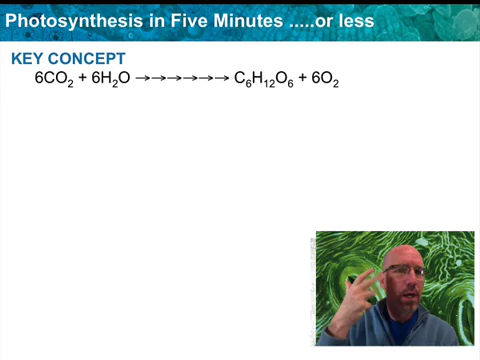 Photosynthesis in Five Minutes .....or less
KEY CONCEPT
6CO₂ + 6H₂O →→→→→→ C₆H₁₂O₆ + 6O₂